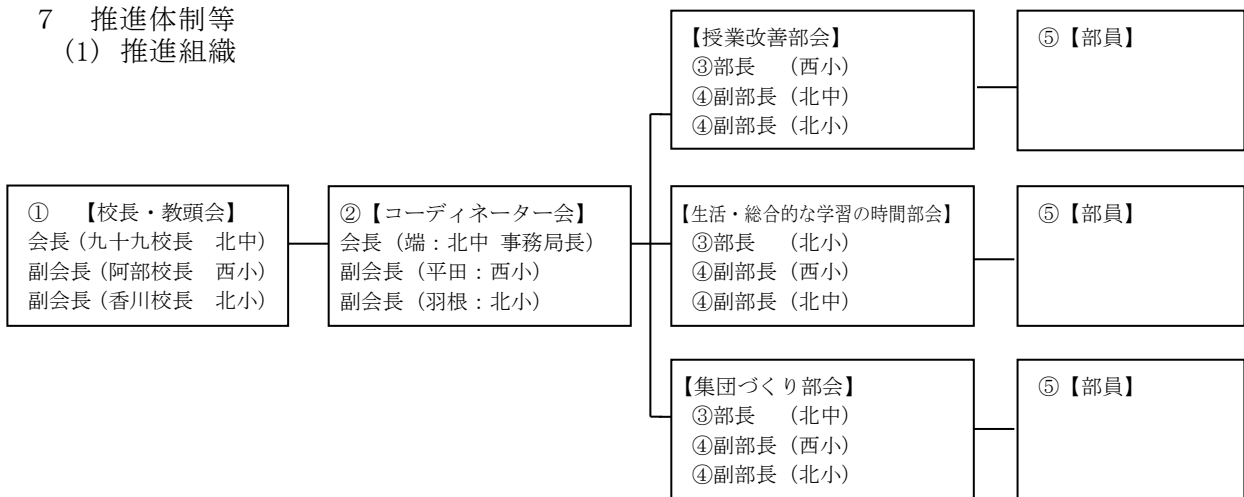 7　推進体制等
(1) 推進組織
①　【校長・教頭会】
会長（九十九校長　北中）
副会長（阿部校長　西小）
副会長（香川校長　北小）
②【コーディネーター会】
会長（端：北中 事務局長）
副会長（平田：西小）
副会長（羽根：北小）
【授業改善部会】
③部長　（西小）
④副部長（北中）
④副部長（北小）
⑤【部員】
【生活・総合的な学習の時間部会】
③部長　（北小）
④副部長（西小）
④副部長（北中）
⑤【部員】
【集団づくり部会】
③部長　（北中）
④副部長（西小）
④副部長（北小）
⑤【部員】